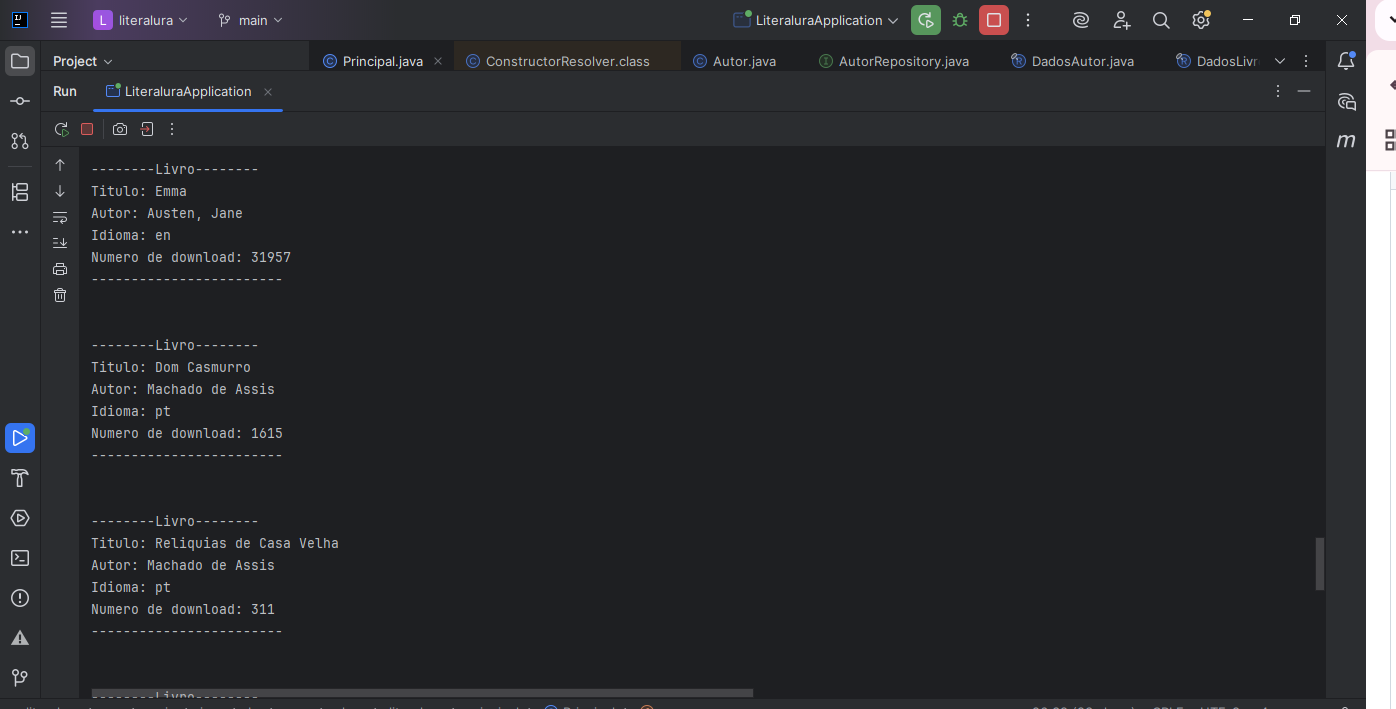 L literalura main LiteraluraApplication
Project Principal.java ConstructorResolver.class Autor.java AutorRepository.java DadosAutor.java DadosLivr
Run LiteraluraApplication
--------Livro--------
Titulo: Emma
Autor: Austen, Jane
Idioma: en
Numero de download: 31957
------------------------
--------Livro--------
Titulo: Dom Casmurro
Autor: Machado de Assis
Idioma: pt
Numero de download: 1615
------------------------
--------Livro--------
Titulo: Reliquias de Casa Velha
Autor: Machado de Assis
Idioma: pt
Numero de download: 311
------------------------
--------Livro--------